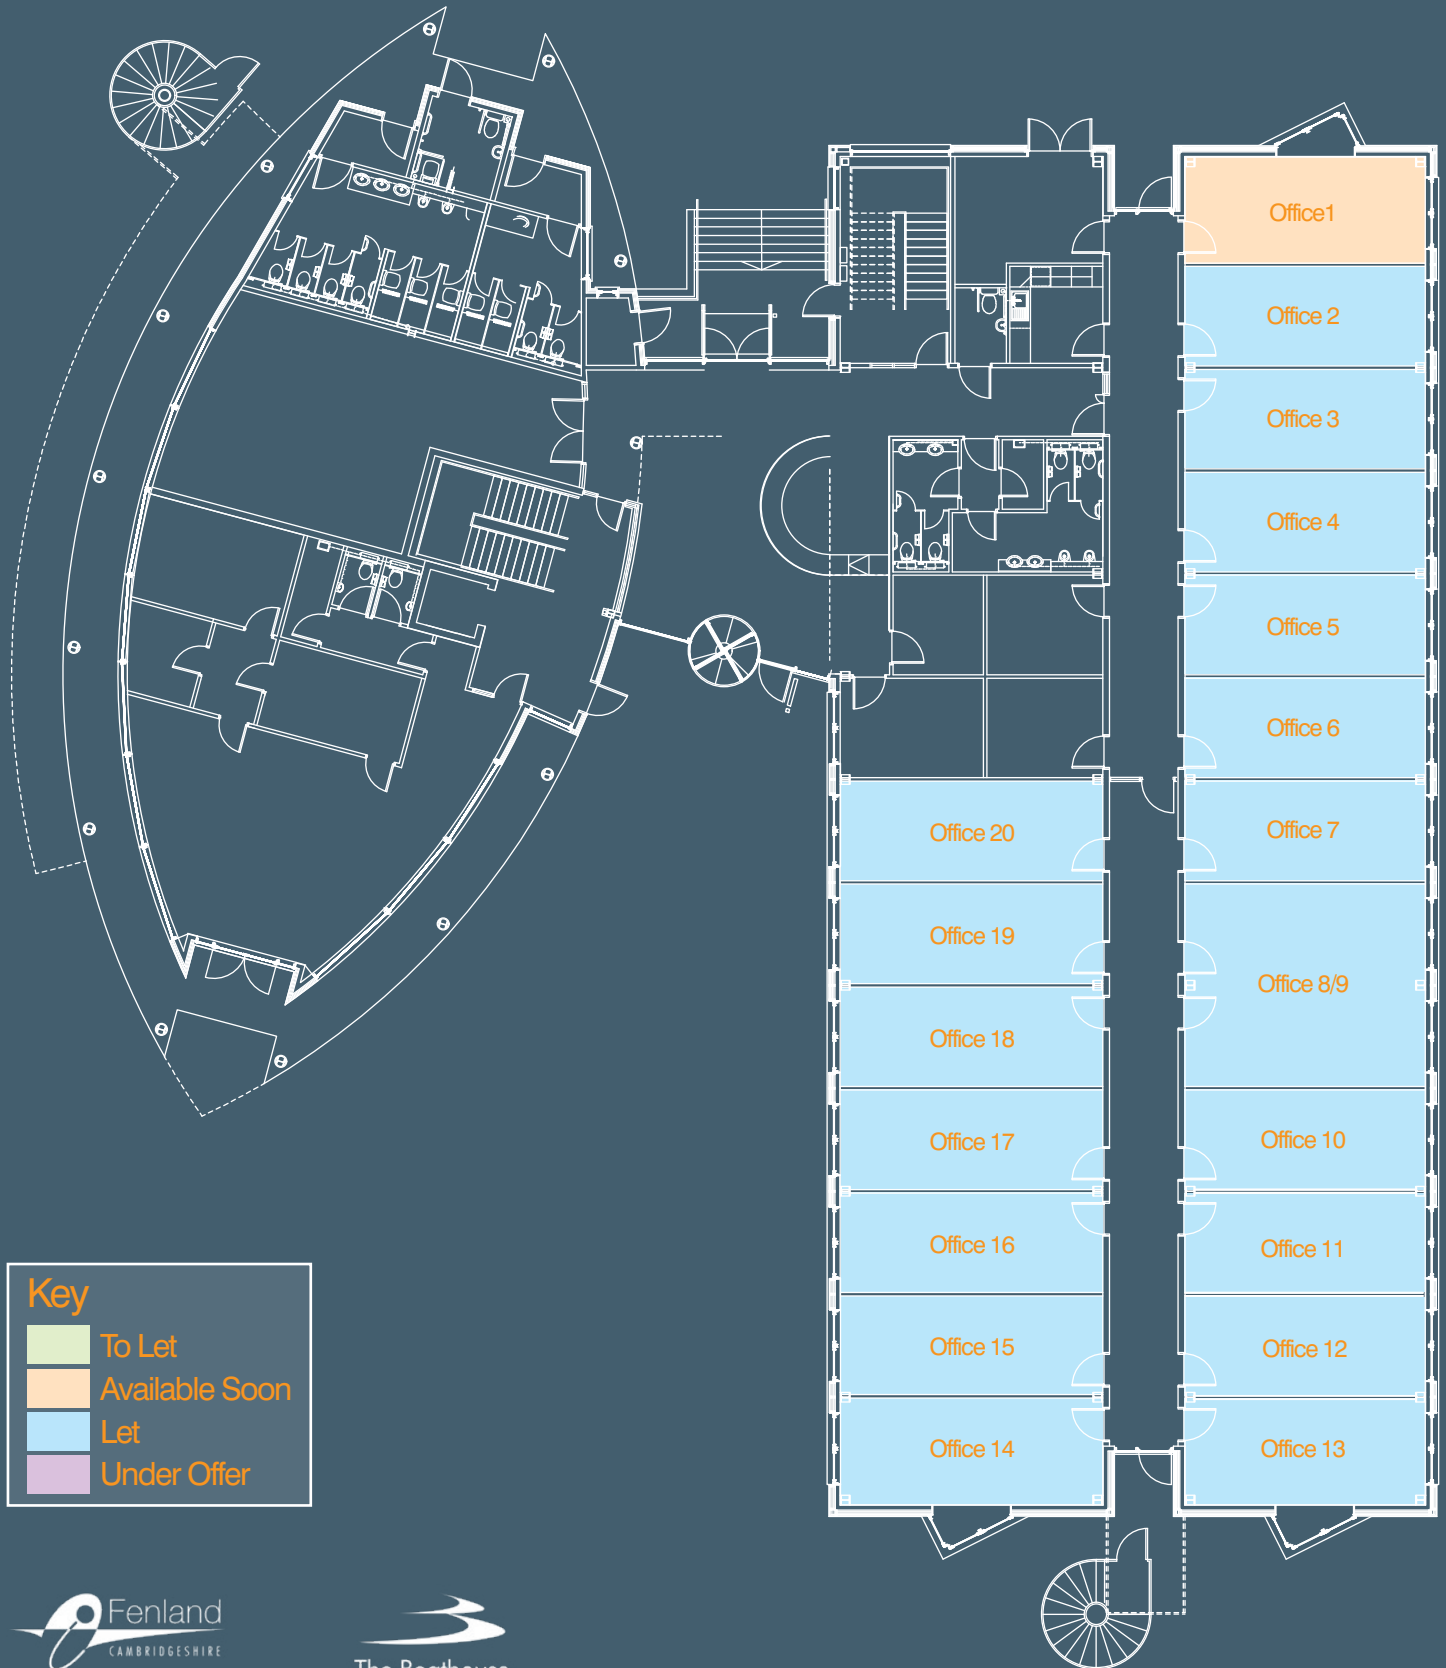 Office1
Office 2
Office 3
Office 4
Office 5
Office 6
Office 7
Office 8/9
Office 10
Office 11
Office 12
Office 13
Office 20
Office 19
Office 18
Office 17
Office 16
Office 15
Office 14
Key
To Let
Available Soon
Let
Under Offer
Fenland
CAMBRIDGESHIRE
The Boathouse